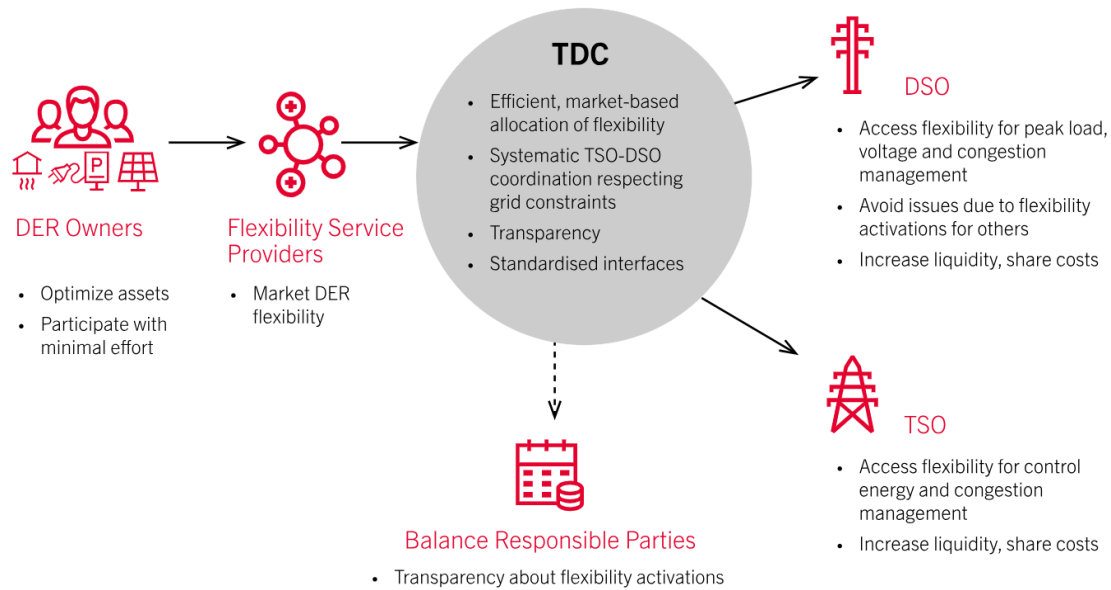 TDC
• Efficient, market-based
allocation of flexibility
• Systematic TSO-DSO
coordination respecting
grid constraints
• Transparency
• Standardised interfaces
P
DER Owners
• Optimize assets
• Participate with
minimal effort
Flexibility Service
Providers
• Market DER
flexibility
DSO
• Access flexibility for peak load,
voltage and congestion
management
• Avoid issues due to flexibility
activations for others
• Increase liquidity, share costs
TSO
• Access flexibility for control
energy and congestion
management
• Increase liquidity, share costs
Balance Responsible Parties
• Transparency about flexibility activations